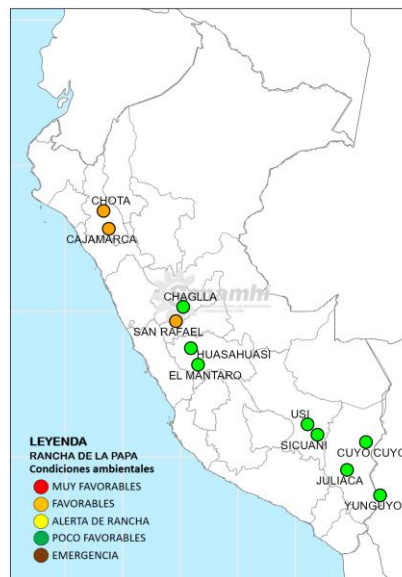 CHOTA
CAJAMARCA
Senamhi
CHAGLLA
SAN RAFAEL
HUASAHUASI
EL MANTARO
USI
SICUANI
CUYO CUYO
JULIACA
YUNGUYO
LEYENDA
RANCHA DE LA PAPA
Condiciones ambientales
MUY FAVORABLES
FAVORABLES
ALERTA DE RANCHA
POCO FAVORABLES
EMERGENCIA